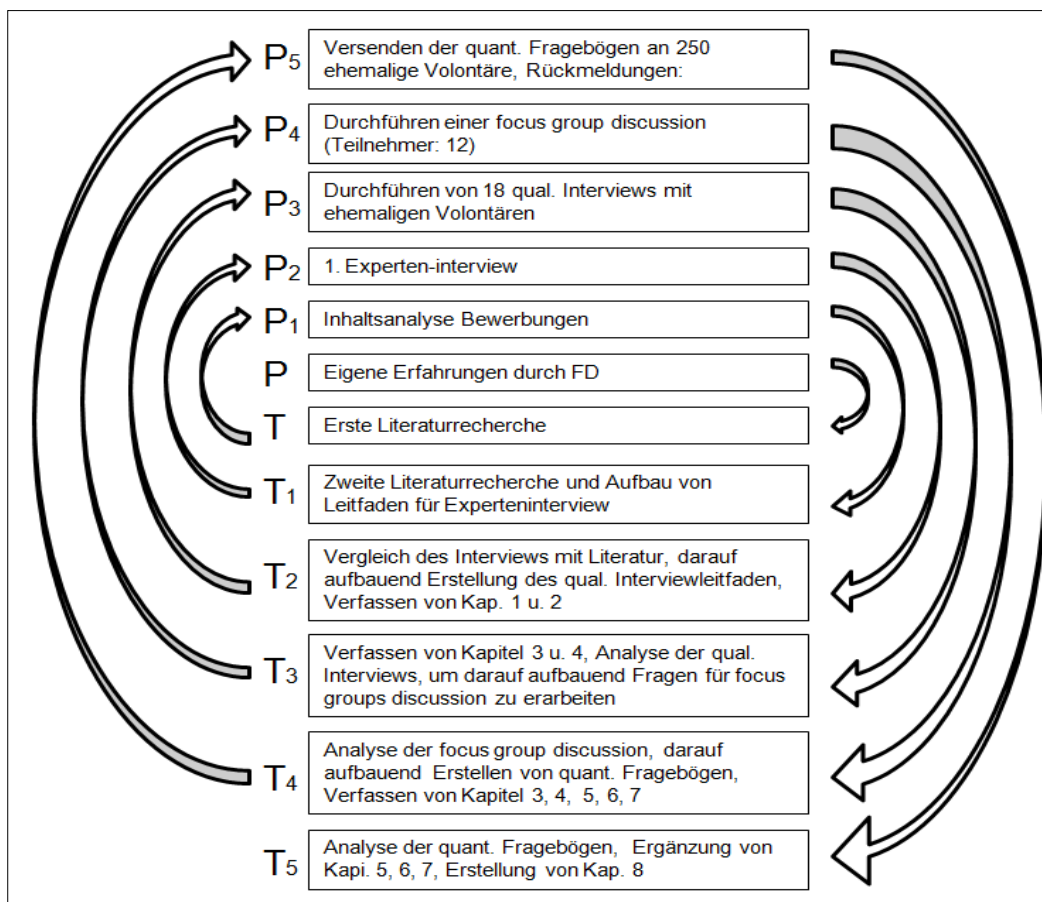 P5 Versenden der quant. Fragebögen an 250
ehemalige Volontäre, Rückmeldungen:
P4 Durchführen einer focus group discussion
(Teilnehmer: 12)
P3 Durchführen von 18 qual. Interviews mit
ehemaligen Volontären
P2 1. Experten-interview
P1 Inhaltsanalyse Bewerbungen
P Eigene Erfahrungen durch FD
T Erste Literaturrecherche
T1 Zweite Literaturrecherche und Aufbau von
Leitfaden für Experteninterview
T2 Vergleich des Interviews mit Literatur, darauf
aufbauend Erstellung des qual. Interviewleitfaden,
Verfassen von Kap. 1 u. 2
T3 Verfassen von Kapitel 3 u. 4, Analyse der qual.
Interviews, um darauf aufbauend Fragen für focus
groups discussion zu erarbeiten
T4 Analyse der focus group discussion, darauf
aufbauend Erstellen von quant. Fragebögen,
Verfassen von Kapitel 3, 4, 5, 6, 7
T5 Analyse der quant. Fragebögen, Ergänzung von
Kapi. 5, 6, 7, Erstellung von Kap. 8